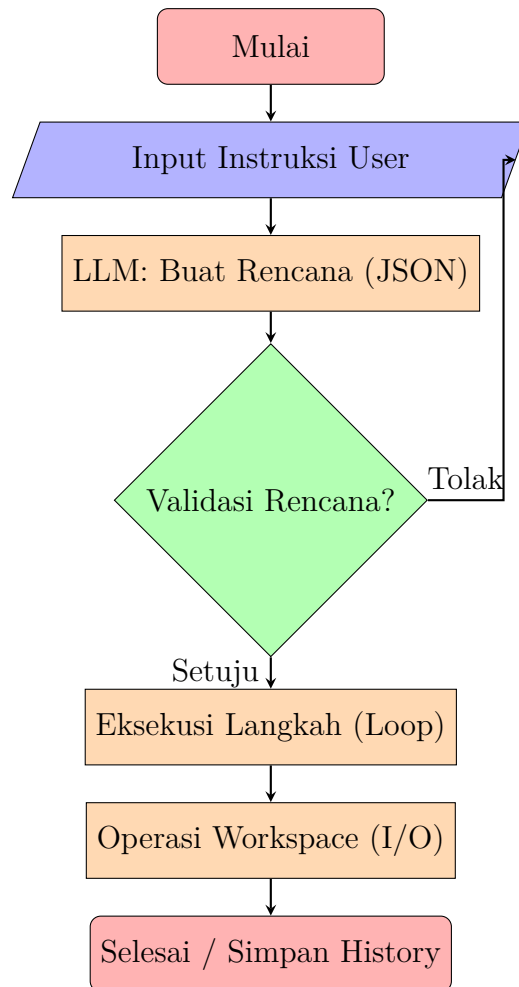 Mulai
Input Instruksi User
LLM: Buat Rencana (JSON)
Validasi Rencana?
Tolak
Setuju
Eksekusi Langkah (Loop)
Operasi Workspace (I/O)
Selesai / Simpan History